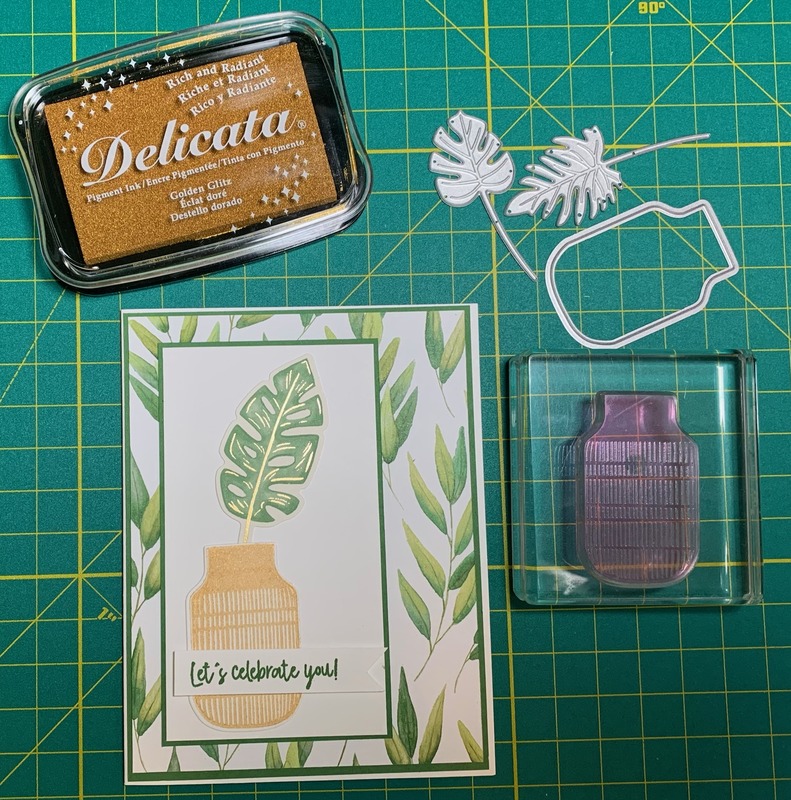 90°
Rich and Radiant
Riche et Radiant
Rico y Radiante
Delicata®
Pigment Ink/Encre Pigmentée/Tinta con Pigmento
Golden Glitz
Éclat doré
Destello dorado
Let's celebrate you!